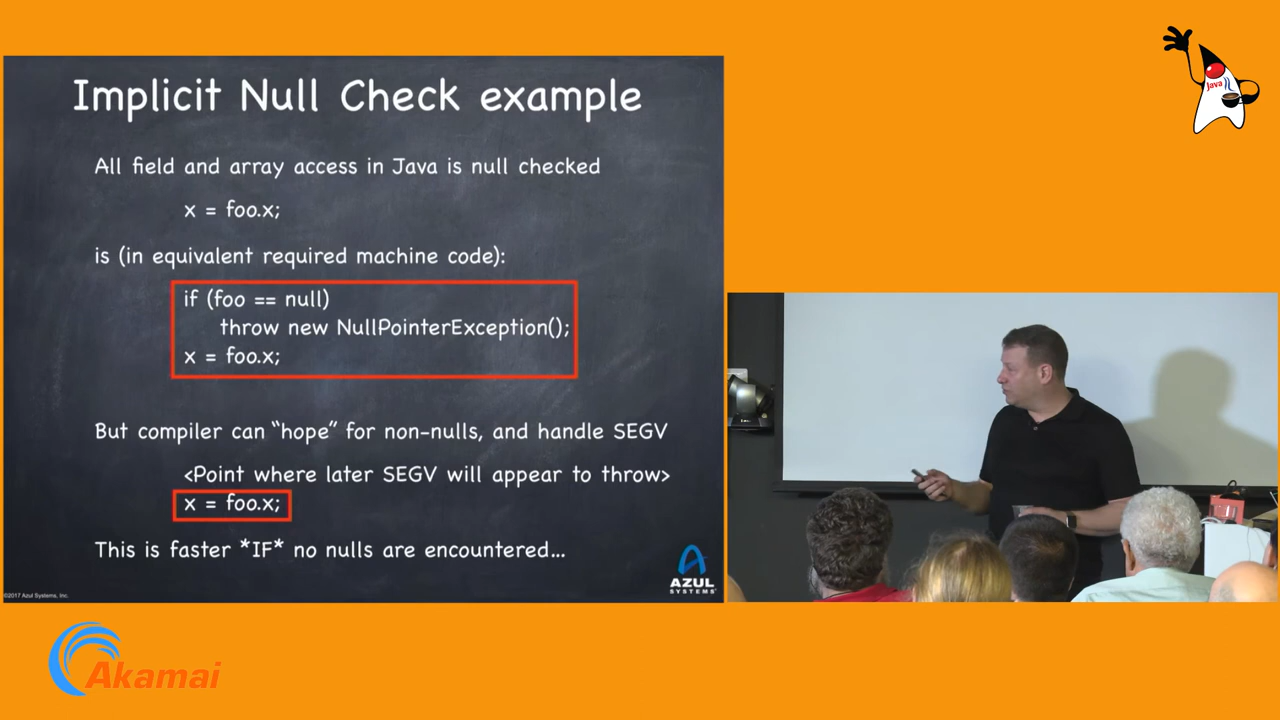 Implicit Null Check example
All field and array access in Java is null checked
x = foo.x;
is (in equivalent required machine code):
if (foo == null)
throw new NullPointerException();
x = foo.x;
But compiler can “hope” for non-nulls, and handle SEGV
<Point where later SEGV will appear to throw>
x = foo.x;
This is faster *IF* no nulls are encountered...
AZUL
SYSTEMS
©2017 Azul Systems, Inc.
Java
Akamai